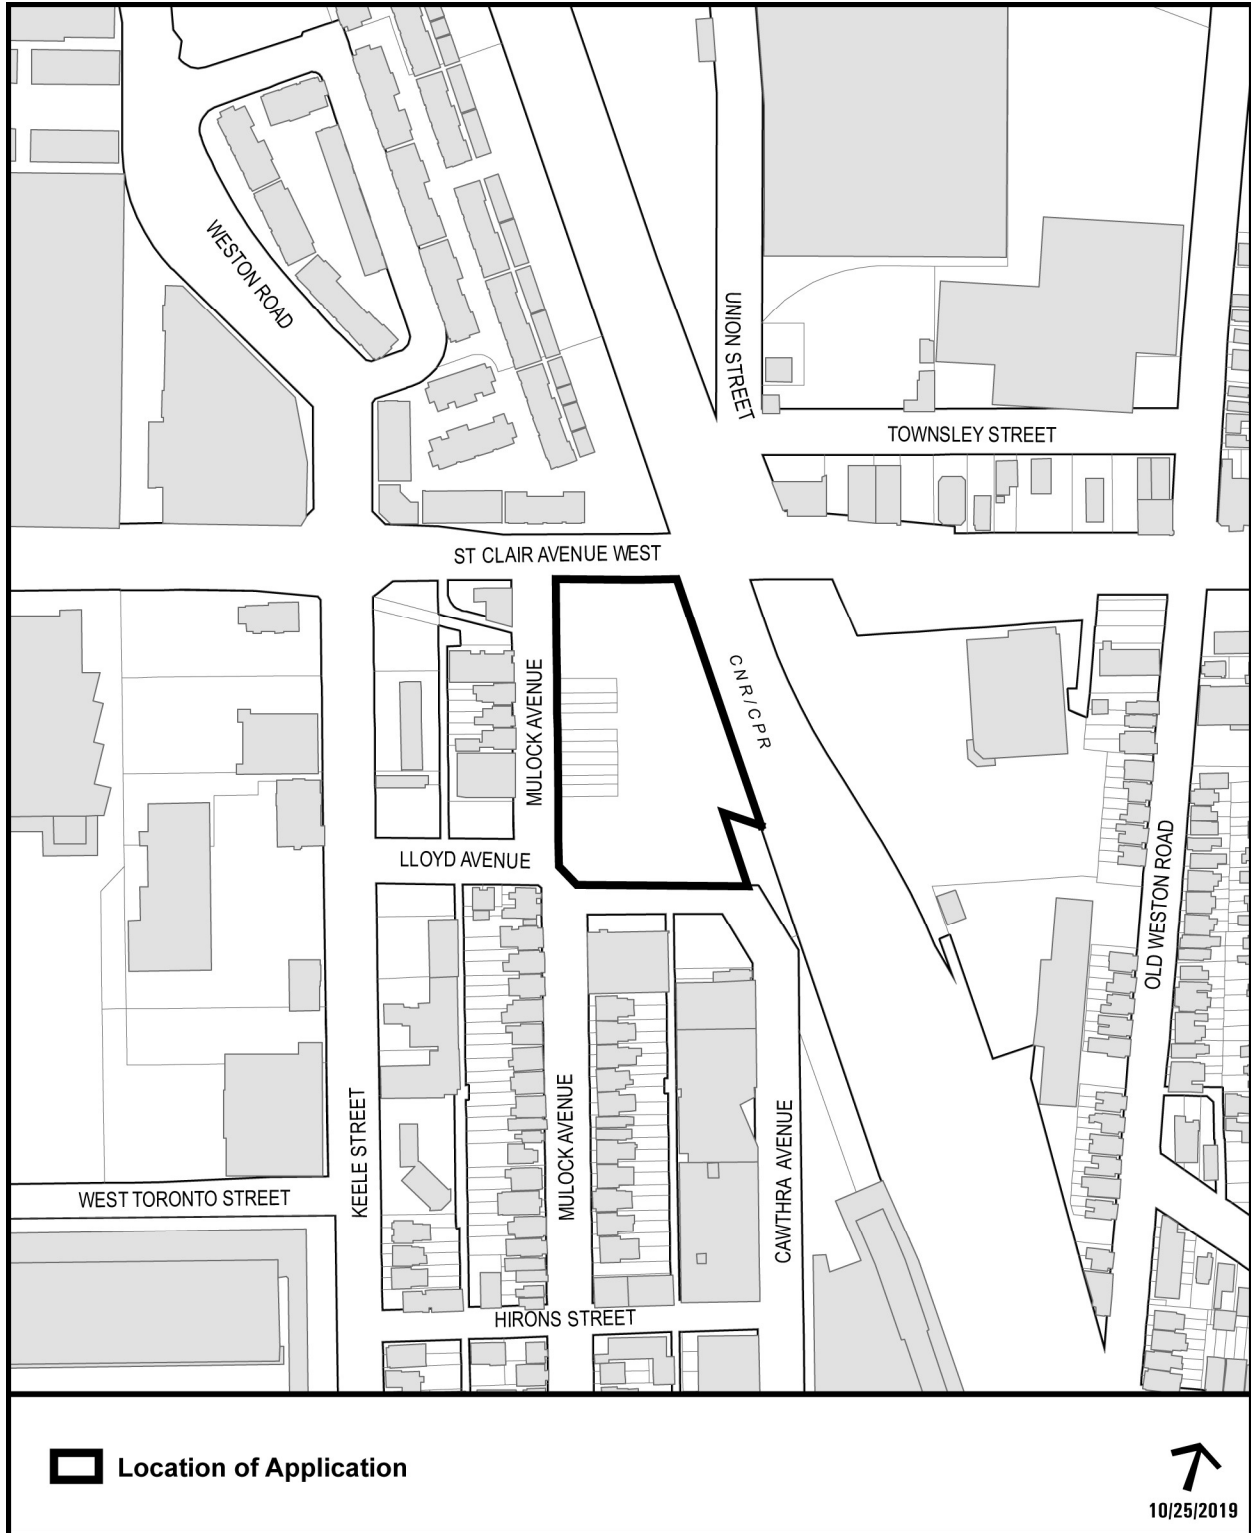 WESTON ROAD
UNION STREET
TOWNSLEY STREET
ST CLAIR AVENUE WEST
MULOCK AVENUE
CNR/CPR
LLOYD AVENUE
OLD WESTON ROAD
KEELE STREET
MULOCK AVENUE
CAWTHRA AVENUE
WEST TORONTO STREET
HIRONS STREET
Location of Application
10/25/2019